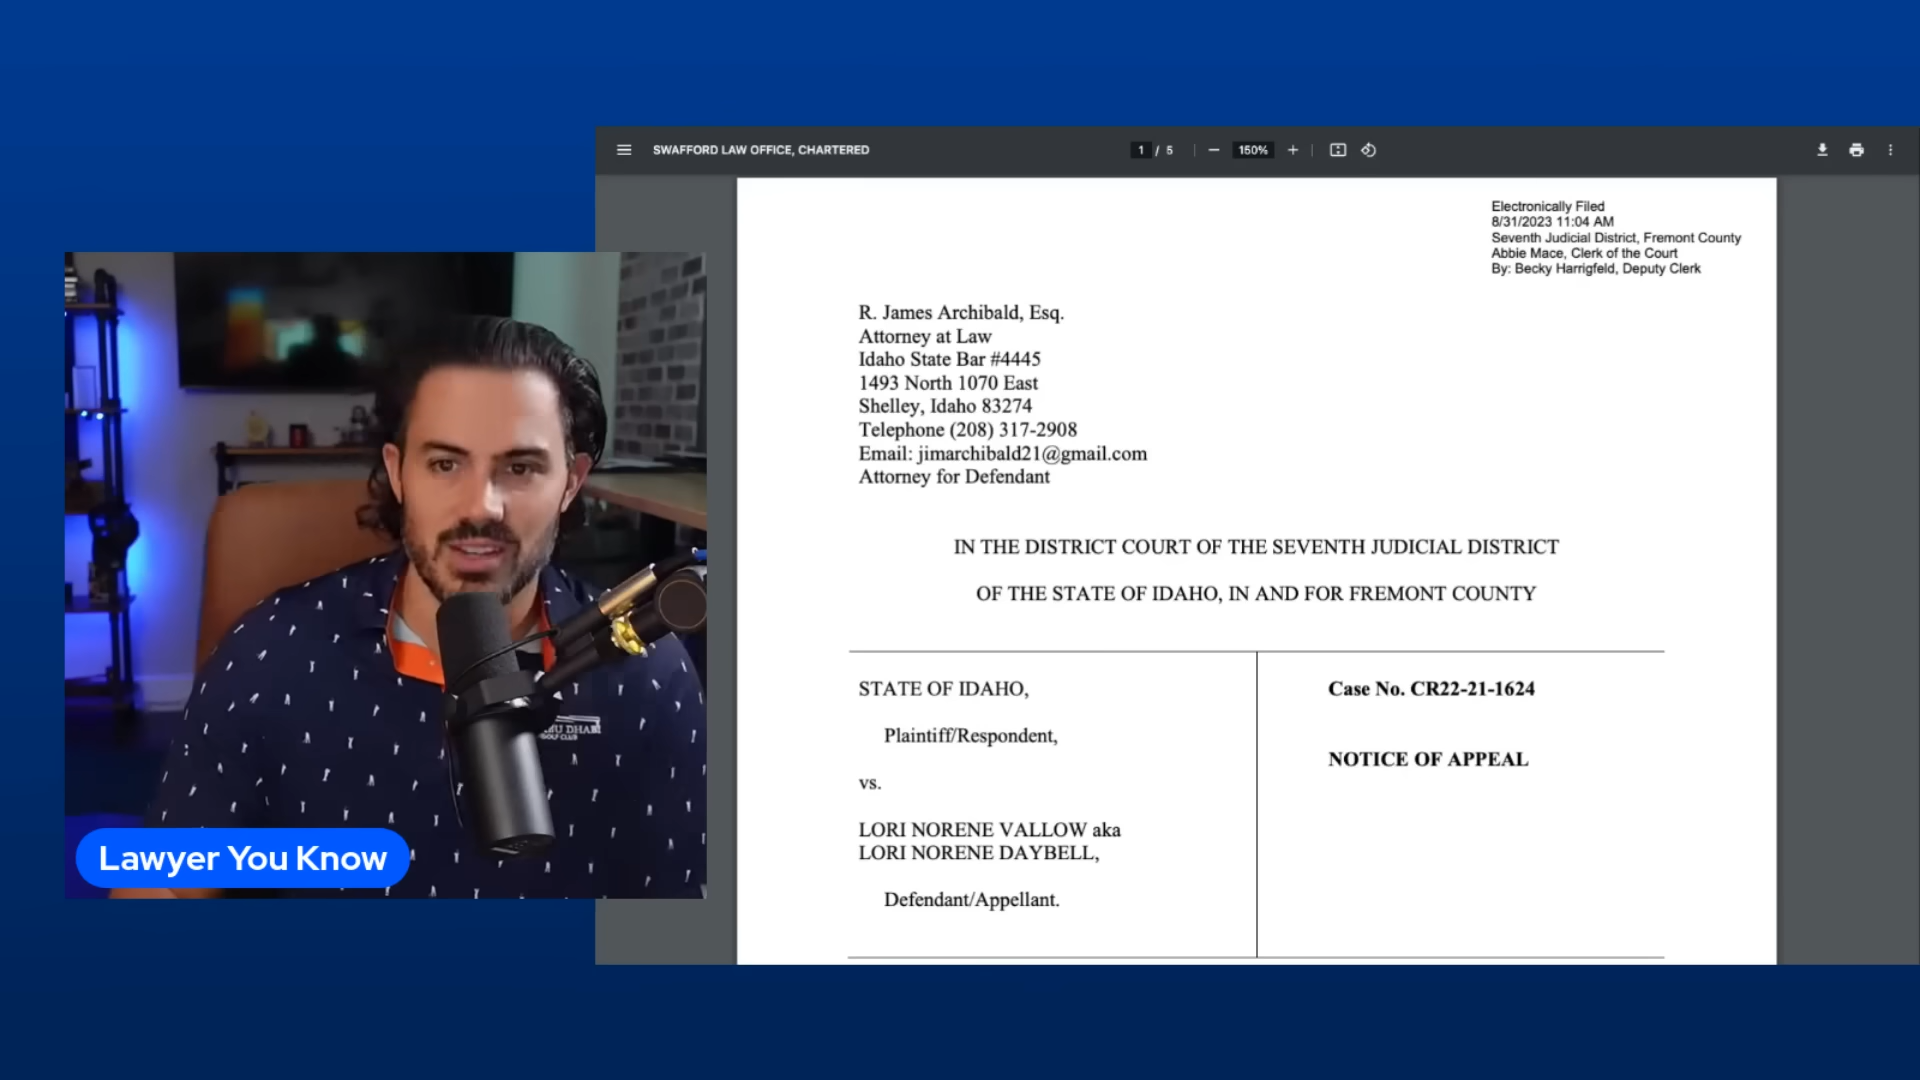 SWAFFORD LAW OFFICE, CHARTERED
1 / 5
150%
Electronically Filed
8/31/2023 11:04 AM
Seventh Judicial District, Fremont County
Abbie Mace, Clerk of the Court
By: Becky Harrigfeld, Deputy Clerk
R. James Archibald, Esq.
Attorney at Law
Idaho State Bar #4445
1493 North 1070 East
Shelley, Idaho 83274
Telephone (208) 317-2908
Email: jimarchibald21@gmail.com
Attorney for Defendant
IN THE DISTRICT COURT OF THE SEVENTH JUDICIAL DISTRICT
OF THE STATE OF IDAHO, IN AND FOR FREMONT COUNTY
STATE OF IDAHO,
Plaintiff/Respondent,
vs.
LORI NORENE VALLOW aka
LORI NORENE DAYBELL,
Defendant/Appellant.
Case No. CR22-21-1624
NOTICE OF APPEAL
DHABI
GOLF CLUB
Lawyer You Know